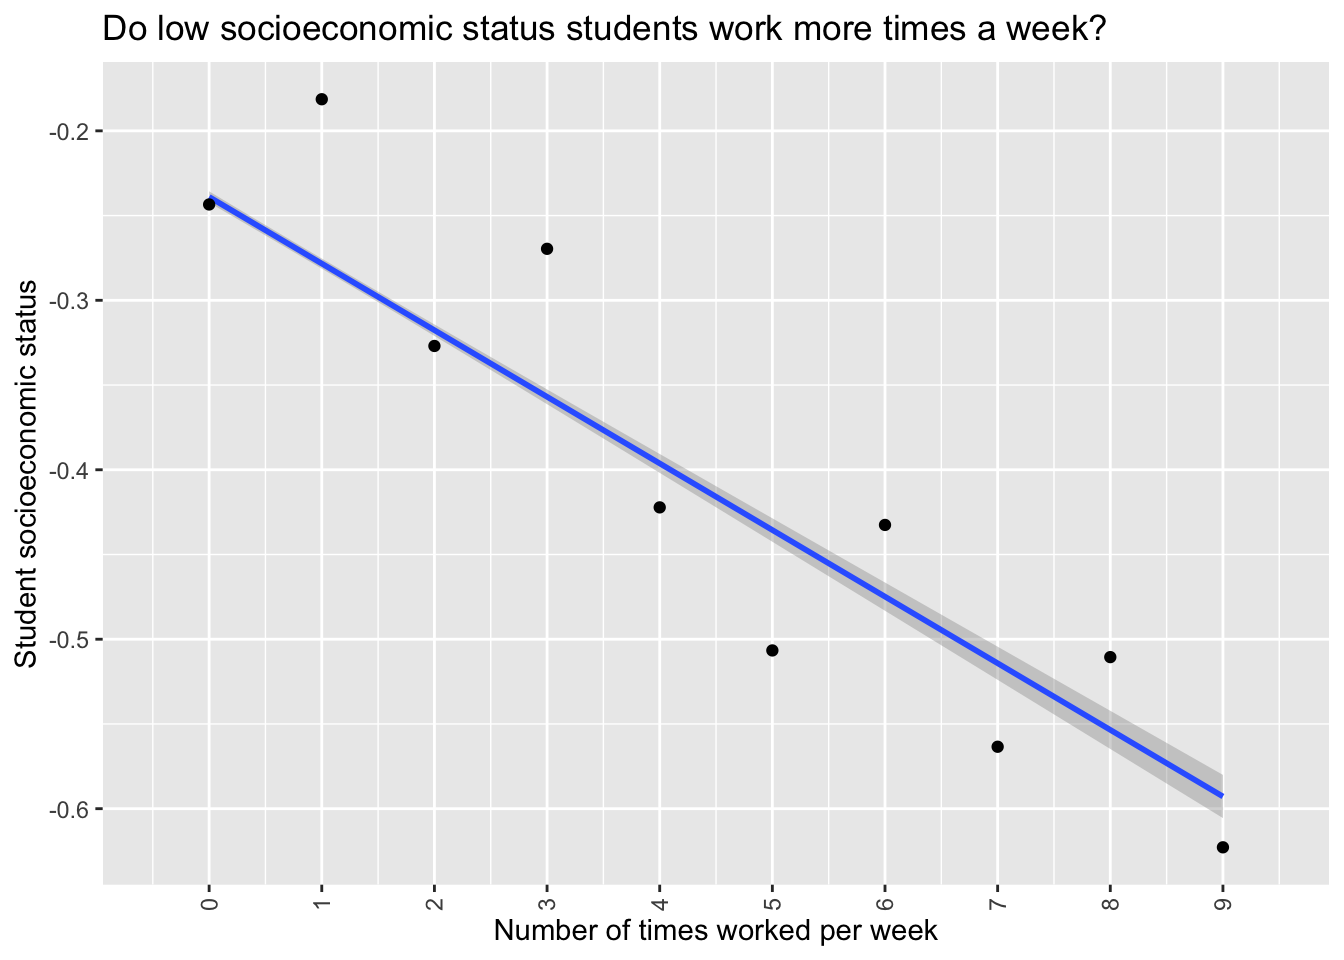 Do low socioeconomic status students work more times a week?
Student socioeconomic status
-0.2
-0.3
-0.4
-0.5
-0.6
0 1 2 3 4 5 6 7 8 9
Number of times worked per week